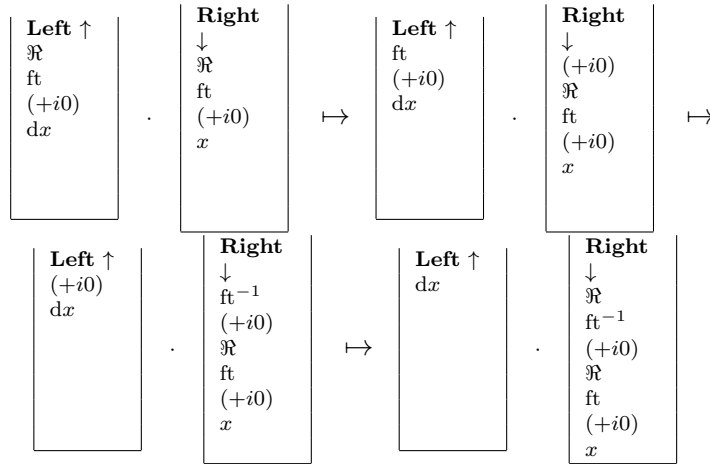 Left ↑
ℜ
ft
(+i0)
dx
·
Right
↓
ℜ
ft
(+i0)
x
↦
Left ↑
ft
(+i0)
dx
·
Right
↓
(+i0)
ℜ
ft
(+i0)
x
↦
Left ↑
(+i0)
dx
·
Right
↓
ft⁻¹
(+i0)
ℜ
ft
(+i0)
x
↦
Left ↑
dx
·
Right
↓
ℜ
ft⁻¹
(+i0)
ℜ
ft
(+i0)
x